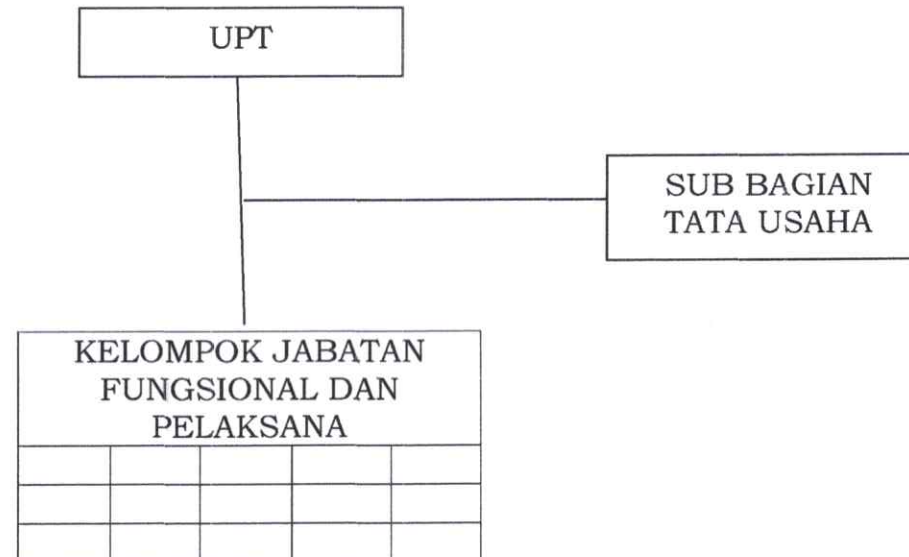 UPT
SUB BAGIAN
TATA USAHA
KELOMPOK JABATAN
FUNGSIONAL DAN
PELAKSANA